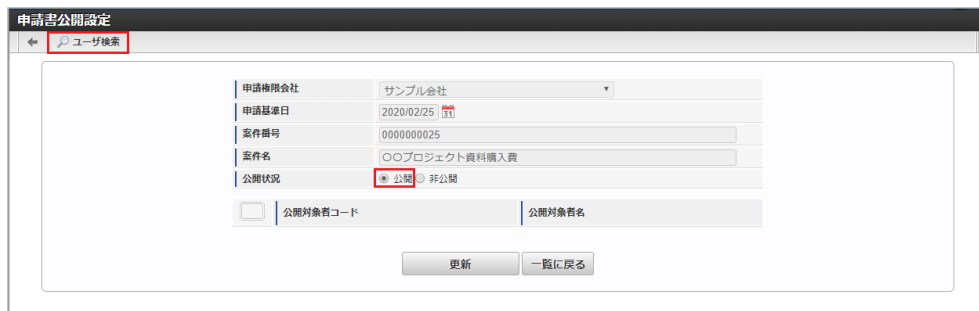 申請書公開設定
ユーザ検索
申請権限会社 サンプル会社
申請基準日 2020/02/25 31
案件番号 0000000025
案件名 〇〇プロジェクト資料購入費
公開状況 公開 非公開
公開対象者コード 公開対象者名
更新 一覧に戻る